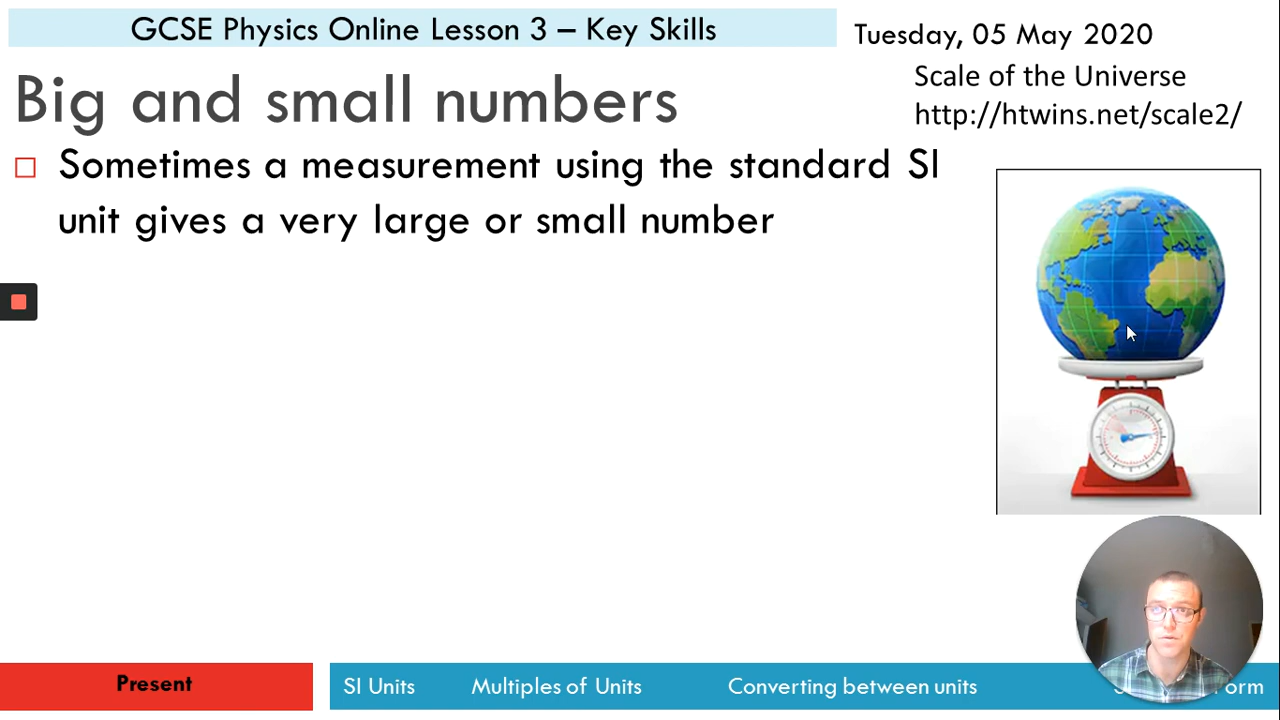 GCSE Physics Online Lesson 3 – Key Skills
Tuesday, 05 May 2020
Big and small numbers
Scale of the Universe
http://htwins.net/scale2/
Sometimes a measurement using the standard SI
unit gives a very large or small number
Present
SI Units
Multiples of Units
Converting between units